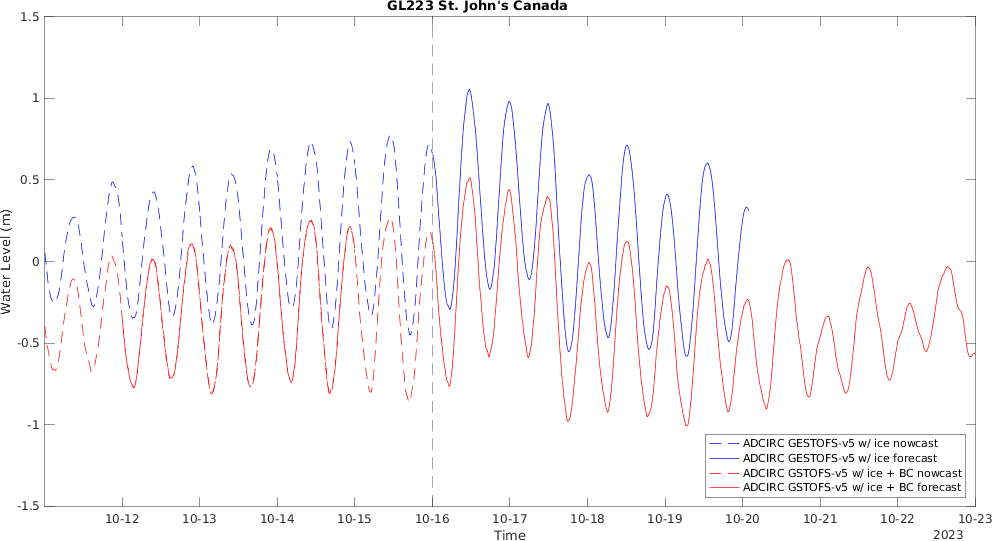 GL223 St. John's Canada
1.5
1
0.5
0
-0.5
-1
-1.5
Water Level (m)
ADCIRC GESTOFS-v5 w/ ice nowcast
ADCIRC GESTOFS-v5 w/ ice forecast
ADCIRC GSTOFS-v5 w/ ice + BC nowcast
ADCIRC GSTOFS-v5 w/ ice + BC forecast
10-12 10-13 10-14 10-15 10-16 10-17 10-18 10-19 10-20 10-21 10-22 10-23
Time
2023